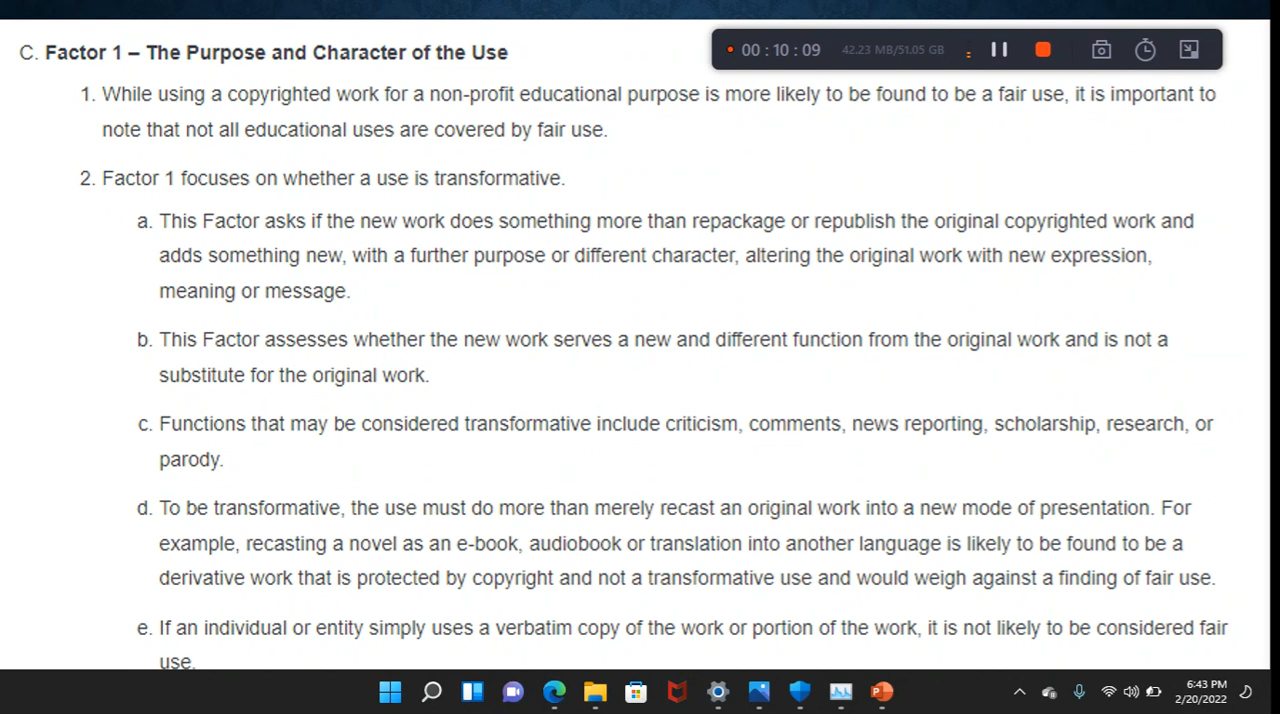 C. Factor 1 – The Purpose and Character of the Use
00 : 10 : 09
42.23 MB/51.05 GB
1. While using a copyrighted work for a non-profit educational purpose is more likely to be found to be a fair use, it is important to
note that not all educational uses are covered by fair use.
2. Factor 1 focuses on whether a use is transformative.
a. This Factor asks if the new work does something more than repackage or republish the original copyrighted work and
adds something new, with a further purpose or different character, altering the original work with new expression,
meaning or message.
b. This Factor assesses whether the new work serves a new and different function from the original work and is not a
substitute for the original work.
c. Functions that may be considered transformative include criticism, comments, news reporting, scholarship, research, or
parody.
d. To be transformative, the use must do more than merely recast an original work into a new mode of presentation. For
example, recasting a novel as an e-book, audiobook or translation into another language is likely to be found to be a
derivative work that is protected by copyright and not a transformative use and would weigh against a finding of fair use.
e. If an individual or entity simply uses a verbatim copy of the work or portion of the work, it is not likely to be considered fair
use.
6:43 PM
2/20/2022